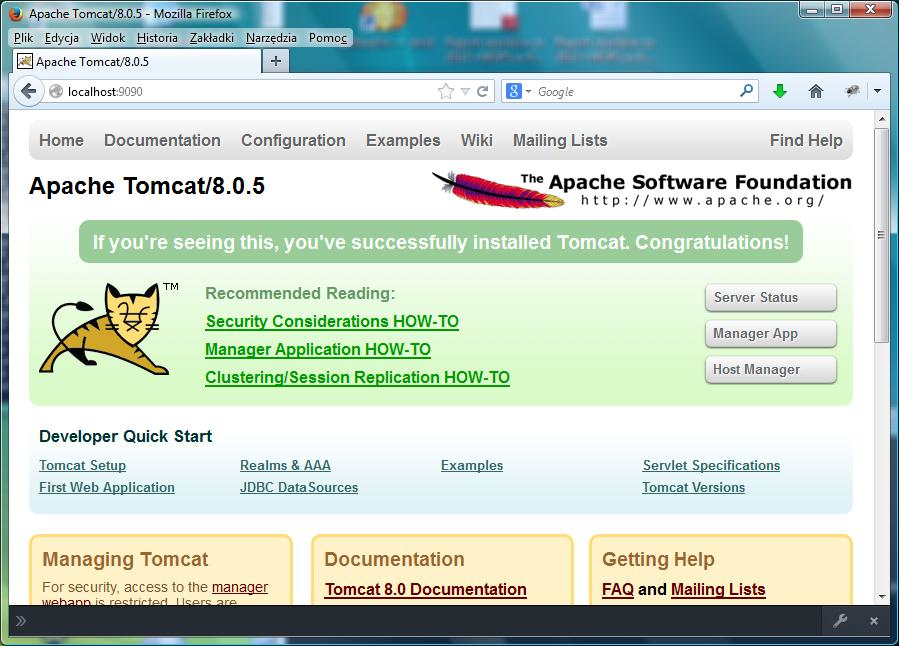 Apache Tomcat/8.0.5 - Mozilla Firefox
Plik Edycja Widok Historia Zakładki Narzędzia Pomoc
Apache Tomcat/8.0.5
localhost:9090 Google
Home Documentation Configuration Examples Wiki Mailing Lists Find Help
Apache Tomcat/8.0.5
The Apache Software Foundation
http://www.apache.org/
If you're seeing this, you've successfully installed Tomcat. Congratulations!
TM
Recommended Reading:
Security Considerations HOW-TO
Manager Application HOW-TO
Clustering/Session Replication HOW-TO
Server Status
Manager App
Host Manager
Developer Quick Start
Tomcat Setup Realms & AAA Examples Servlet Specifications
First Web Application JDBC DataSources Tomcat Versions
Managing Tomcat
For security, access to the manager
webapp is restricted. Users are
Documentation
Tomcat 8.0 Documentation
Getting Help
FAQ and Mailing Lists